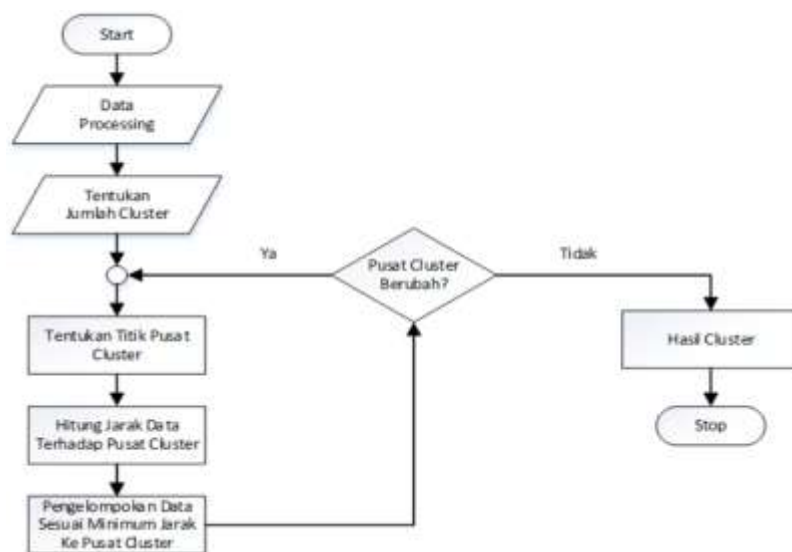 Start
Data
Processing
Tentukan
Jumlah Cluster
Ya
Pusat Cluster
Berubah?
Tidak
Tentukan Titik Pusat
Cluster
Hasil Cluster
Hitung Jarak Data
Terhadap Pusat Cluster
Stop
Pengelompokan Data
Sesuai Minimum Jarak
Ke Pusat Cluster